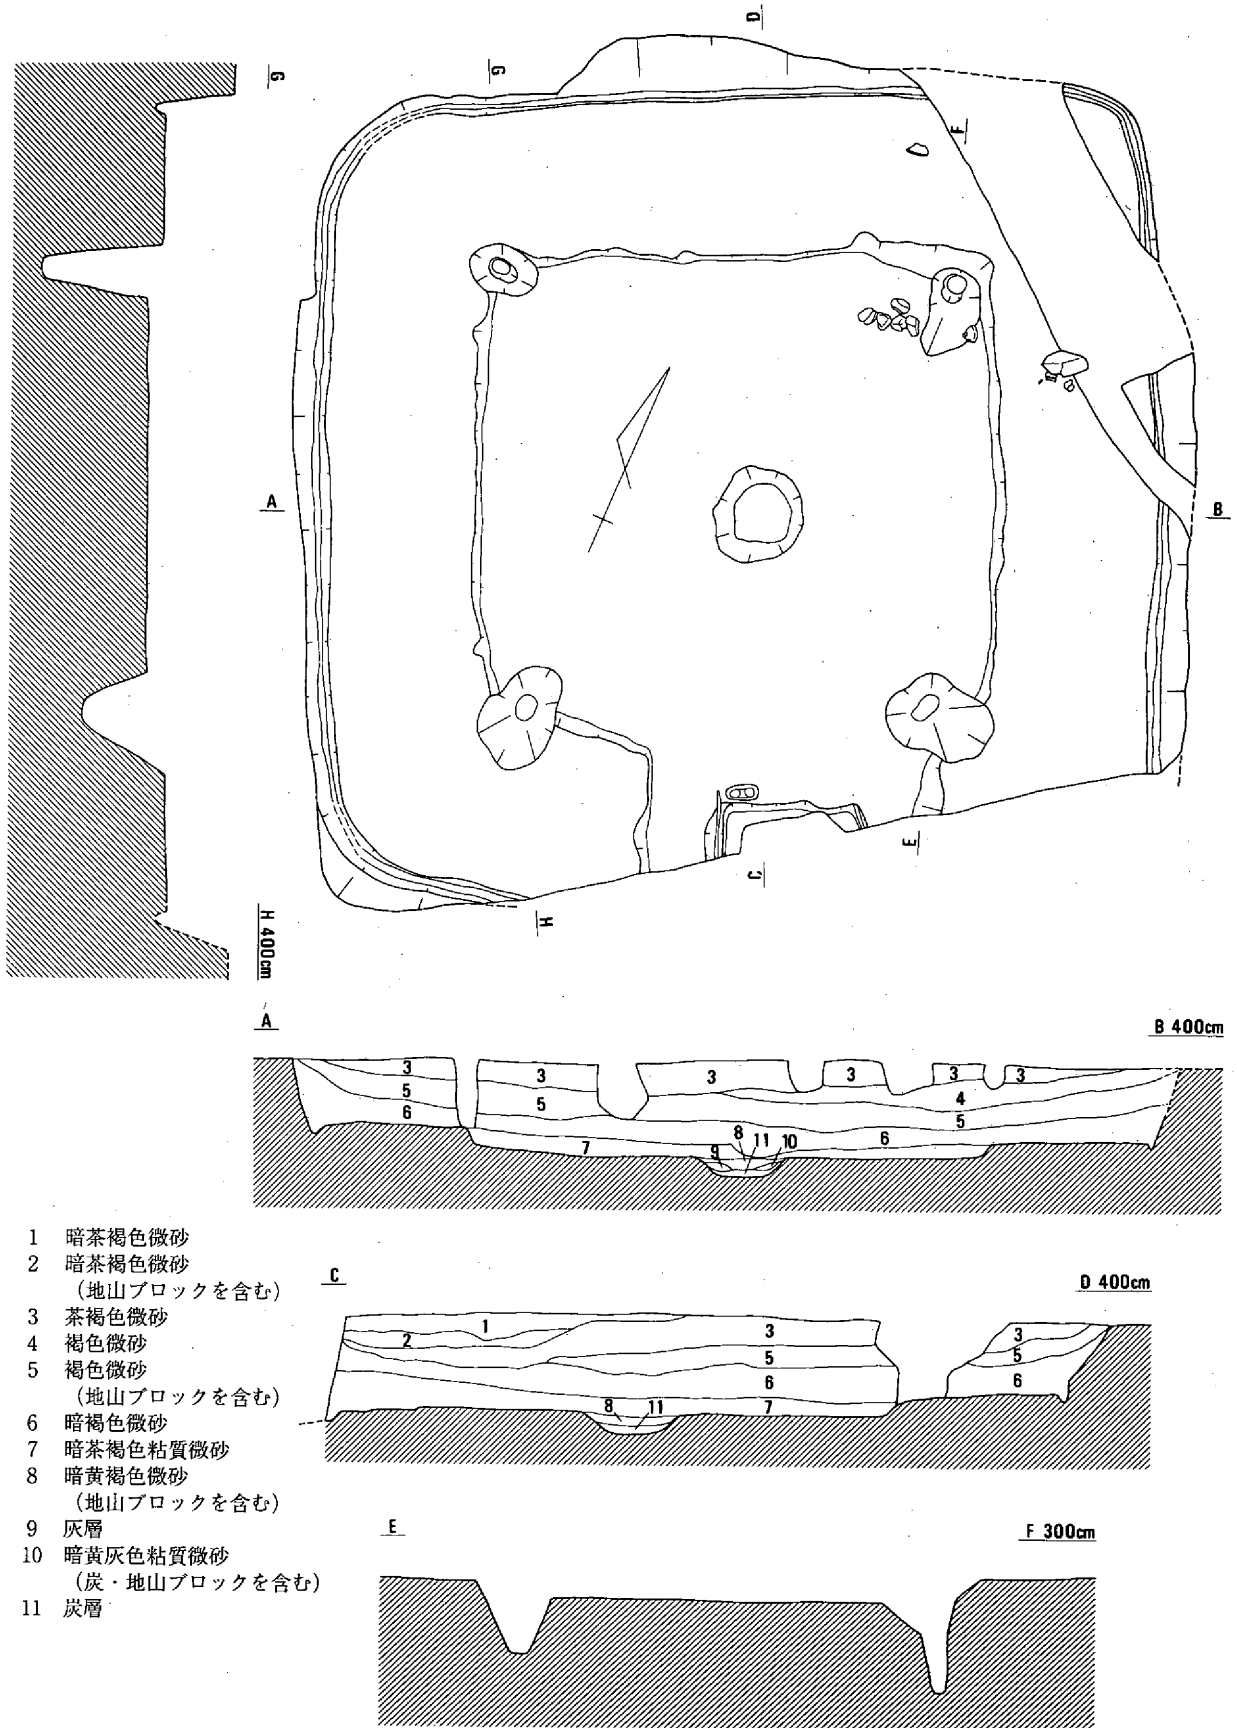 D
G
G
F
A
B
E
C
H
H 400cm
A
B 400cm
3
3
3
3
3
3
5
5
4
5
6
6
7
8
11
10
9
1 暗茶褐色微砂
2 暗茶褐色微砂
(地山ブロックを含む)
3 茶褐色微砂
4 褐色微砂
5 褐色微砂
(地山ブロックを含む)
6 暗褐色微砂
7 暗茶褐色粘質微砂
8 暗黄褐色微砂
(地山ブロックを含む)
9 灰層
10 暗黄灰色粘質微砂
(炭・地山ブロックを含む)
11 炭層
C
D 400cm
1
2
3
3
5
5
6
6
8
11
7
E
F 300cm